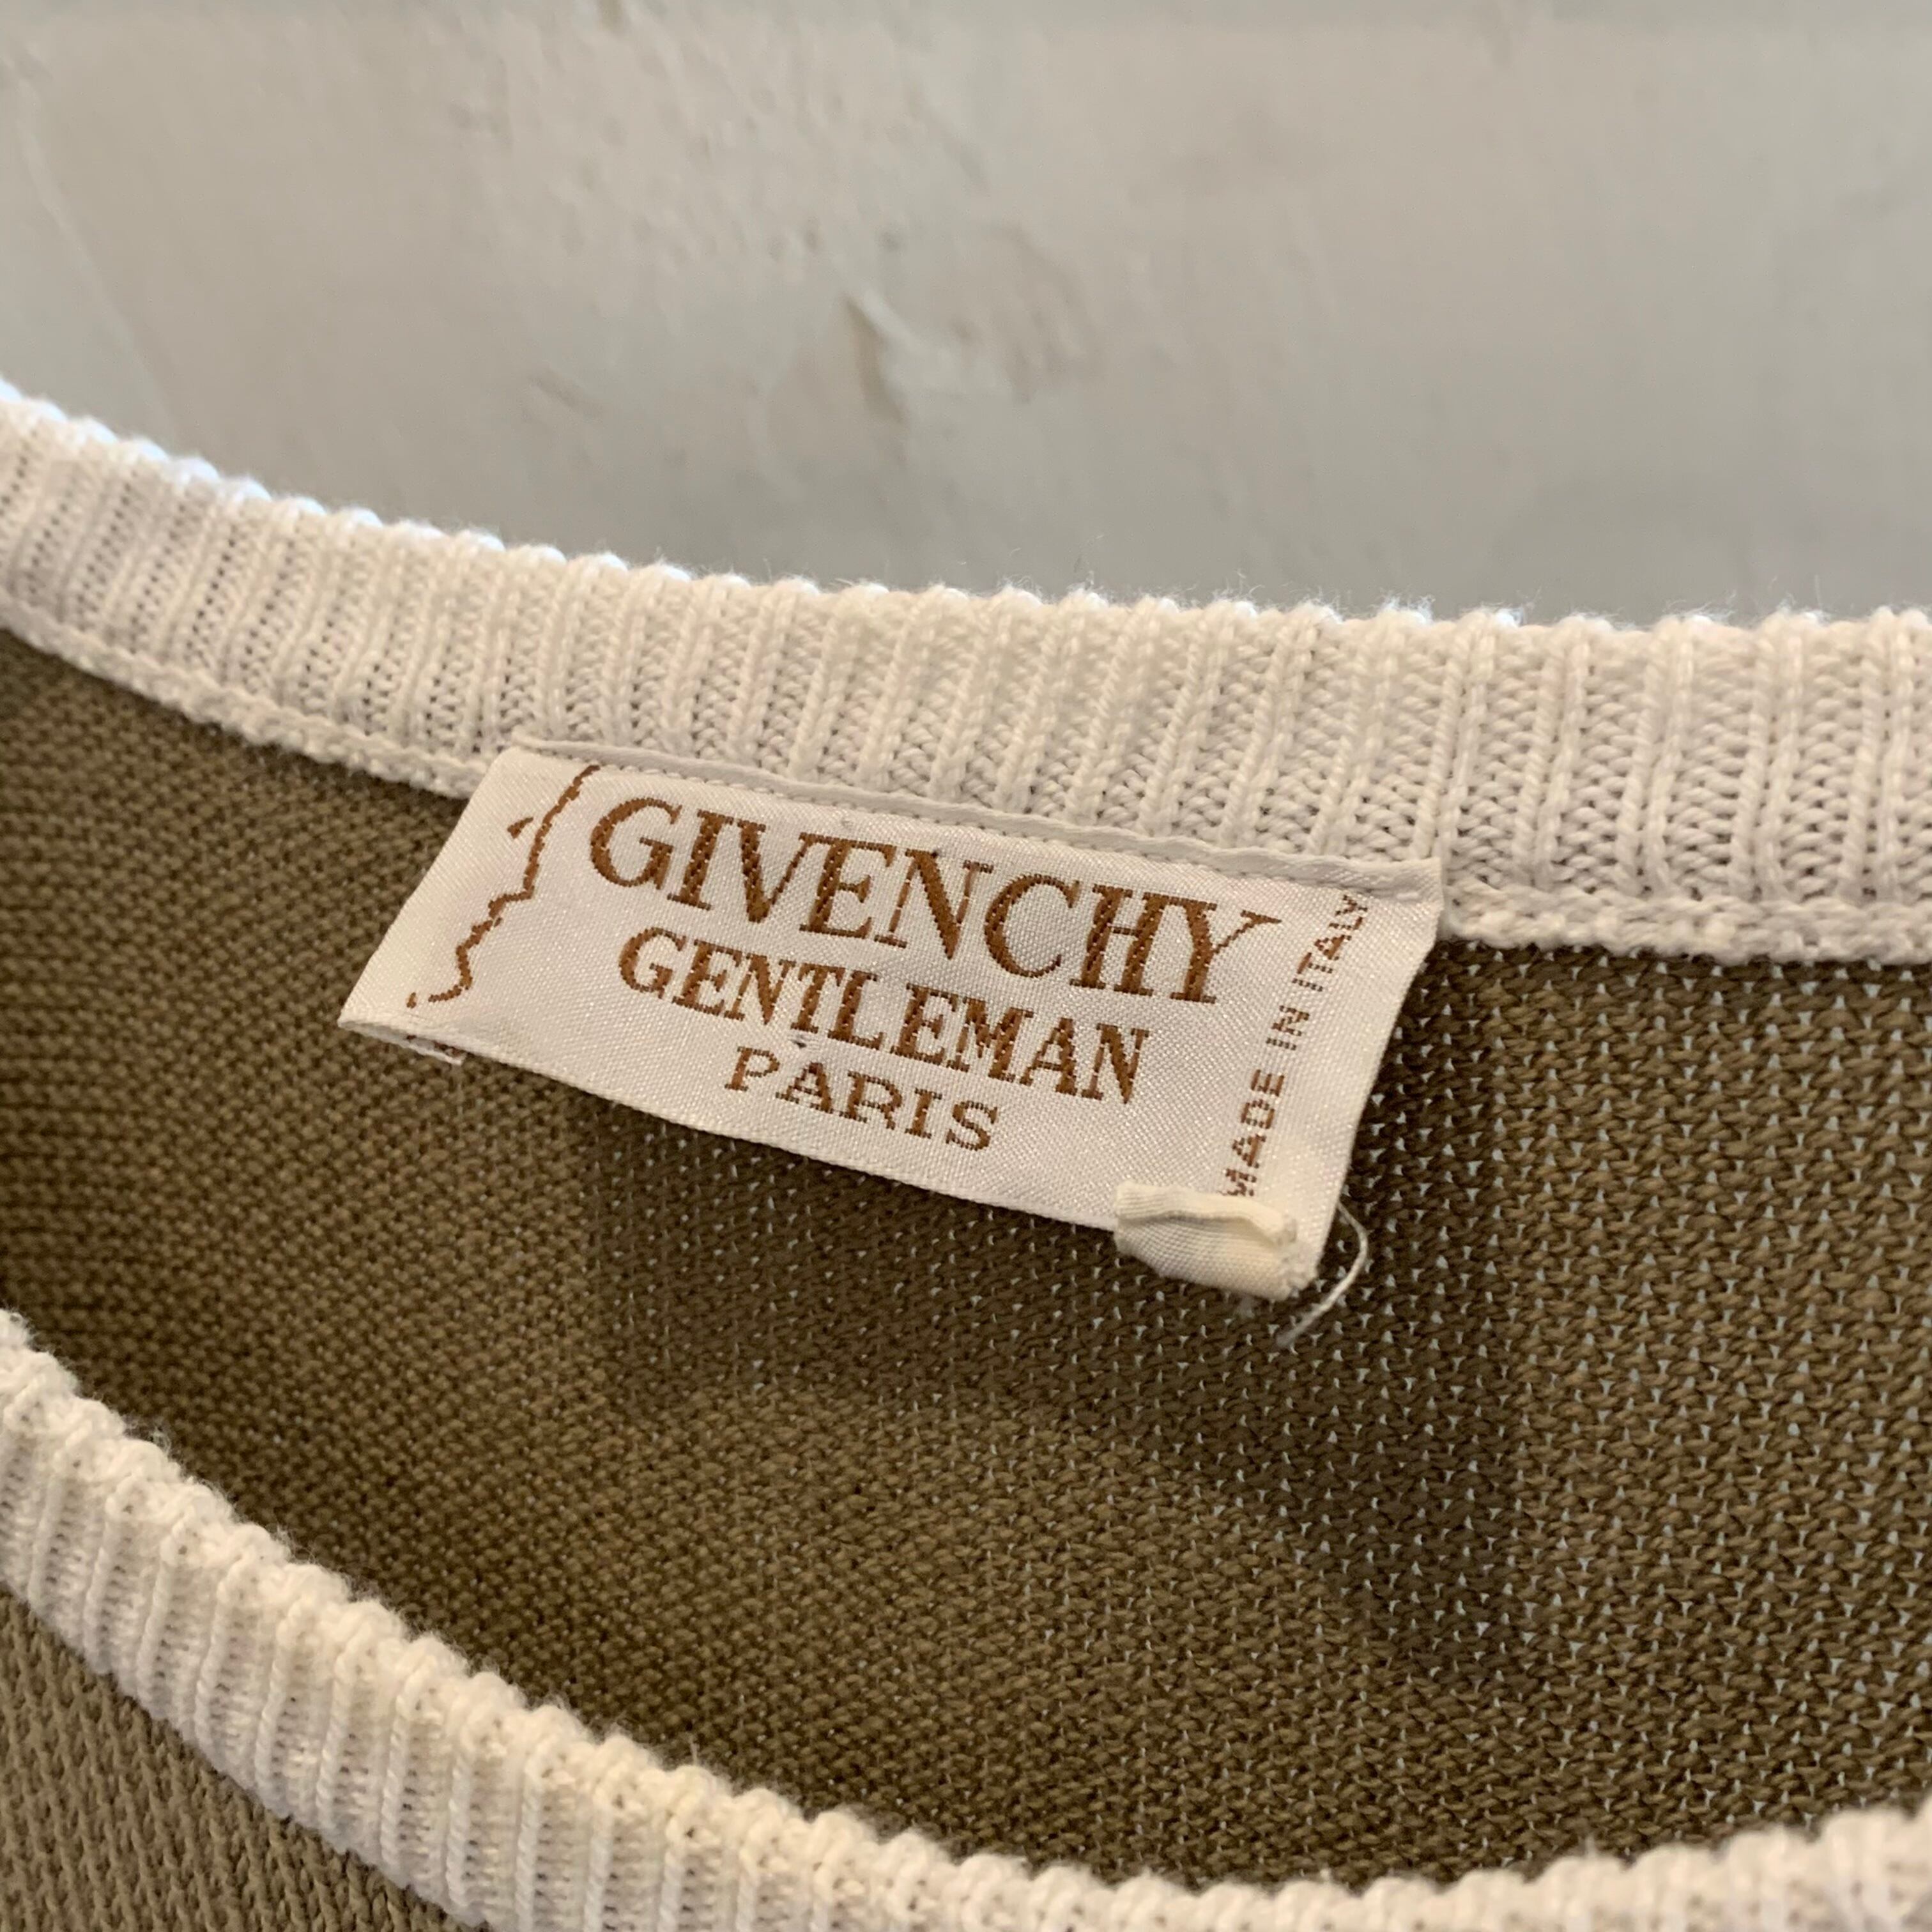 GIVENCHY
GENTLEMAN
PARIS
MADE IN ITALY